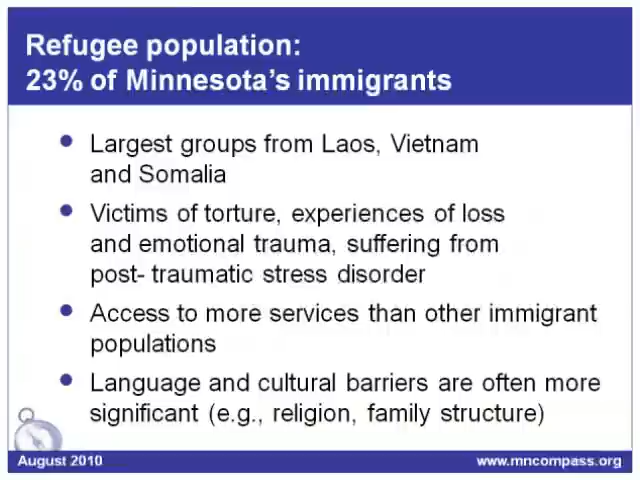 Refugee population:
23% of Minnesota's immigrants
Largest groups from Laos, Vietnam
and Somalia
Victims of torture, experiences of loss
and emotional trauma, suffering from
post- traumatic stress disorder
Access to more services than other immigrant
populations
Language and cultural barriers are often more
significant (e.g., religion, family structure)
August 2010
www.mncompass.org